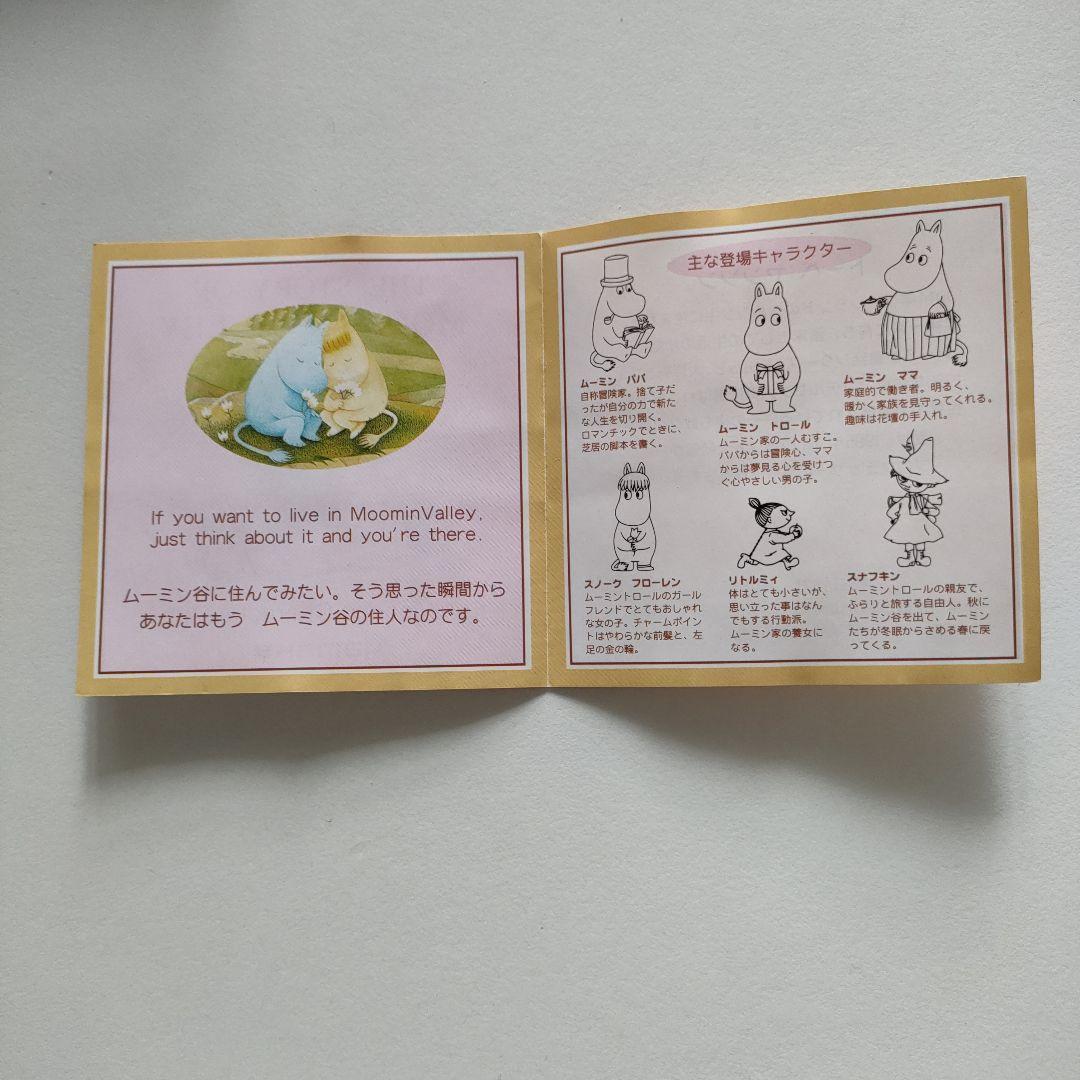 If you want to live in MoominValley,
just think about it and you're there.
ムーミン谷に住んでみたい。そう思った瞬間から
あなたはもう　ムーミン谷の住人なのです。
主な登場キャラクター
ムーミン　パパ
自称冒険家。捨て子だ
ったが自分の力で新た
な人生を切り開く。
ロマンチックでときに、
芝居の脚本を書く。
ムーミン　トロール
ムーミン家の一人むすこ。
パパからは冒険心、ママ
からは夢見る心を受けつ
ぐ心やさしい男の子。
ムーミン　ママ
家庭的で働き者。明るく、
暖かく家族を見守ってくれる。
趣味は花壇の手入れ。
スノーク　フローレン
ムーミントロールのガール
フレンドでとてもおしゃれ
な女の子。チャームポイン
トはやわらかな前髪と、左
足の金の輪。
リトルミィ
体はとても小さいが、
思い立った事はなん
でもする行動派。
ムーミン家の養女に
なる。
スナフキン
ムーミントロールの親友で、
ふらりと旅する自由人。秋に
ムーミン谷を出て、ムーミン
たちが冬眠からさめる春に戻
ってくる。